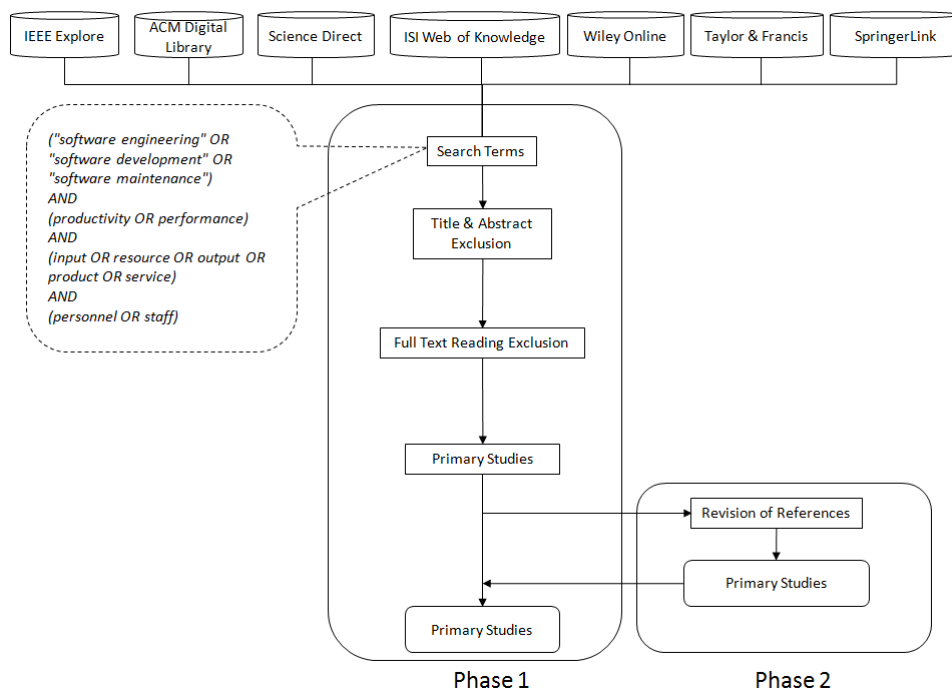 IEEE Explore
ACM Digital
Library
Science Direct
ISI Web of Knowledge
Wiley Online
Taylor & Francis
SpringerLink
("software engineering" OR
"software development" OR
"software maintenance")
AND
(productivity OR performance)
AND
(input OR resource OR output OR
product OR service)
AND
(personnel OR staff)
Search Terms
Title & Abstract
Exclusion
Full Text Reading Exclusion
Primary Studies
Revision of References
Primary Studies
Primary Studies
Phase 1
Phase 2